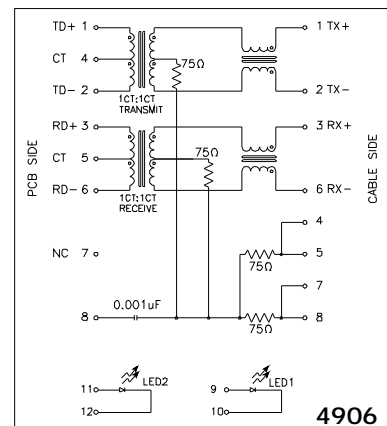 TD+ 1
1 TX+
CT 4
75Ω
TD- 2
2 TX-
1CT:1CT
TRANSMIT
RD+ 3
3 RX+
75Ω
CT 5
RD- 6
6 RX-
1CT:1CT
RECEIVE
PCB SIDE
CABLE SIDE
4
NC 7
5
75Ω
7
0.001uF
8
8
75Ω
11
LED2
9
LED1
12
10
4906